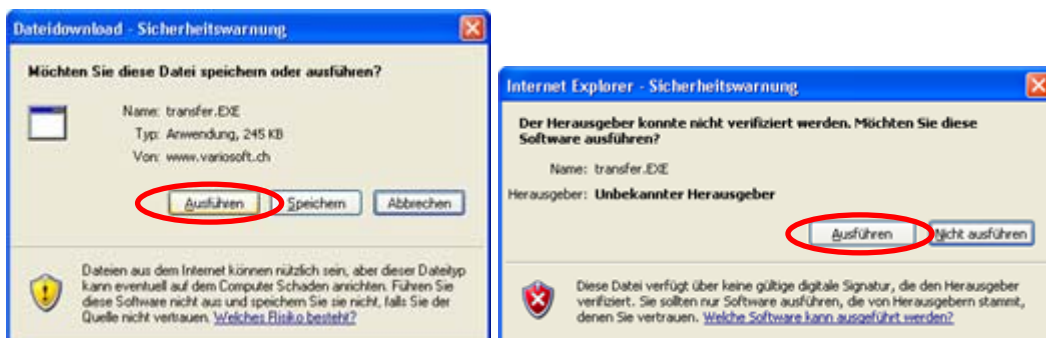 Dateidownload - Sicherheitswarnung
Möchten Sie diese Datei speichern oder ausführen?
Name: transfer.EXE
Typ: Anwendung, 245 KB
Von: www.variosoft.ch
Ausführen Speichern Abbrechen
Dateien aus dem Internet können nützlich sein, aber dieser Dateityp
kann eventuell auf dem Computer Schaden anrichten. Führen Sie
diese Software nicht aus und speichern Sie sie nicht, falls Sie der
Quelle nicht vertrauen. Welches Risiko besteht?
Internet Explorer - Sicherheitswarnung
Der Herausgeber konnte nicht verifiziert werden. Möchten Sie diese
Software ausführen?
Name: transfer.EXE
Herausgeber: Unbekannter Herausgeber
Ausführen Nicht ausführen
Diese Datei verfügt über keine gültige digitale Signatur, die den Herausgeber
verifiziert. Sie sollten nur Software ausführen, die von Herausgebern stammt,
denen Sie vertrauen. Welche Software kann ausgeführt werden?